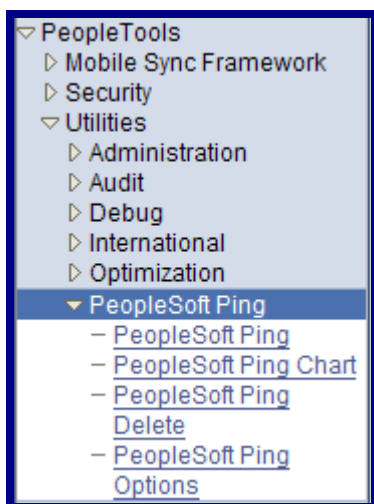 PeopleTools
Mobile Sync Framework
Security
Utilities
Administration
Audit
Debug
International
Optimization
PeopleSoft Ping
PeopleSoft Ping
PeopleSoft Ping Chart
PeopleSoft Ping
Delete
PeopleSoft Ping
Options